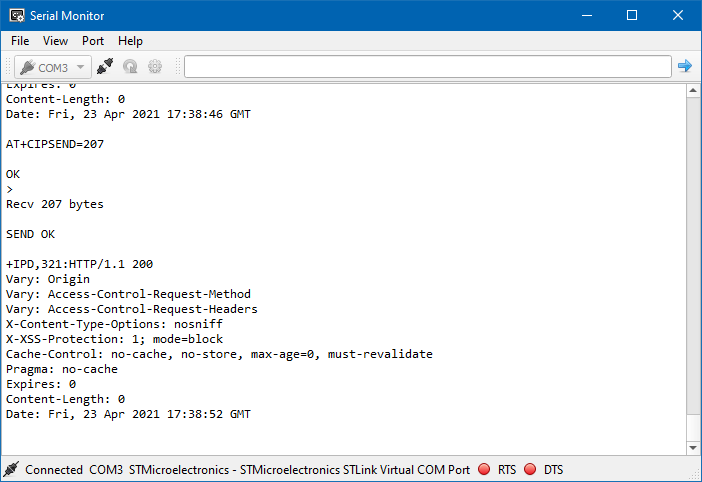 Serial Monitor
File View Port Help
COM3
Expires: 0
Content-Length: 0
Date: Fri, 23 Apr 2021 17:38:46 GMT
AT+CIPSEND=207
OK
>
Recv 207 bytes
SEND OK
+IPD,321:HTTP/1.1 200
Vary: Origin
Vary: Access-Control-Request-Method
Vary: Access-Control-Request-Headers
X-Content-Type-Options: nosniff
X-XSS-Protection: 1; mode=block
Cache-Control: no-cache, no-store, max-age=0, must-revalidate
Pragma: no-cache
Expires: 0
Content-Length: 0
Date: Fri, 23 Apr 2021 17:38:52 GMT
Connected COM3 STMicroelectronics - STMicroelectronics STLink Virtual COM Port RTS DTS